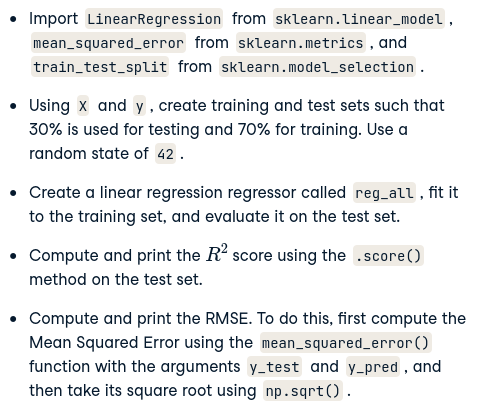 • Import LinearRegression from sklearn.linear_model,
mean_squared_error from sklearn.metrics, and
train_test_split from sklearn.model_selection.
• Using X and y, create training and test sets such that
30% is used for testing and 70% for training. Use a
random state of 42.
• Create a linear regression regressor called reg_all, fit it
to the training set, and evaluate it on the test set.
• Compute and print the R² score using the .score()
method on the test set.
• Compute and print the RMSE. To do this, first compute the
Mean Squared Error using the mean_squared_error()
function with the arguments y_test and y_pred, and
then take its square root using np.sqrt().